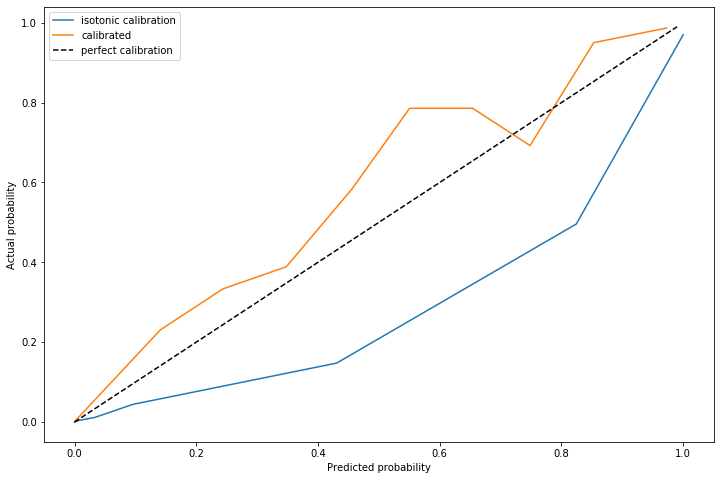 isotonic calibration
calibrated
perfect calibration
1.0
0.8
0.6
0.4
0.2
0.0
Actual probability
0.0 0.2 0.4 0.6 0.8 1.0
Predicted probability